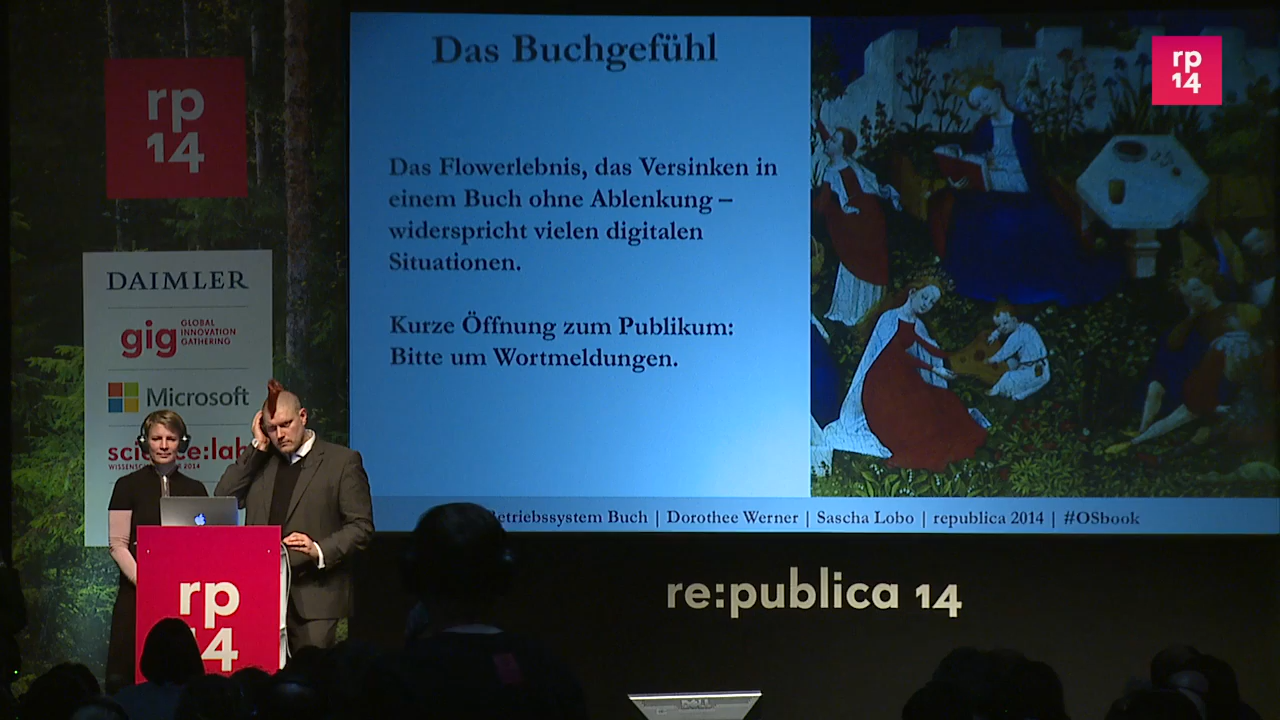 Das Buchgefühl
Das Flowerlebnis, das Versinken in
einem Buch ohne Ablenkung –
widerspricht vielen digitalen
Situationen.
Kurze Öffnung zum Publikum:
Bitte um Wortmeldungen.
Betriebssystem Buch | Dorothee Werner | Sascha Lobo | republica 2014 | #OSbook
rp
14
rp
14
DAIMLER
gig GLOBAL
INNOVATION
GATHERING
Microsoft
re:publica 14
rp
14
DELL